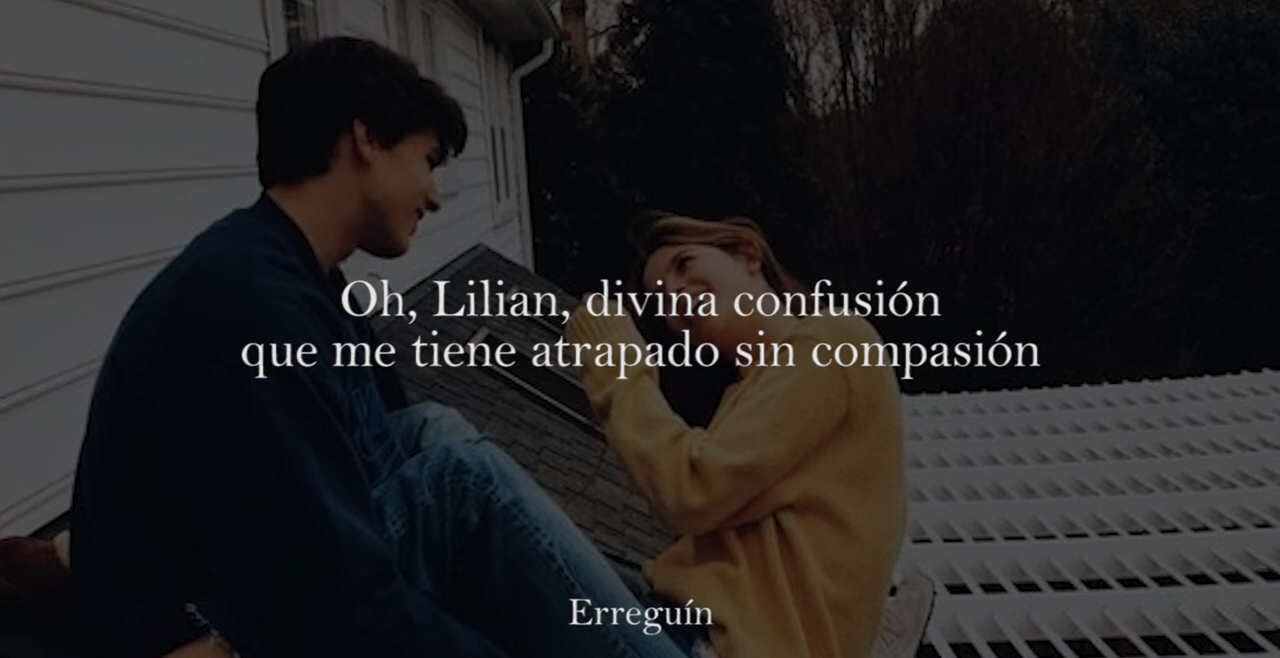 Oh, Lilian, divina confusión
que me tiene atrapado sin compasión
Erreguín